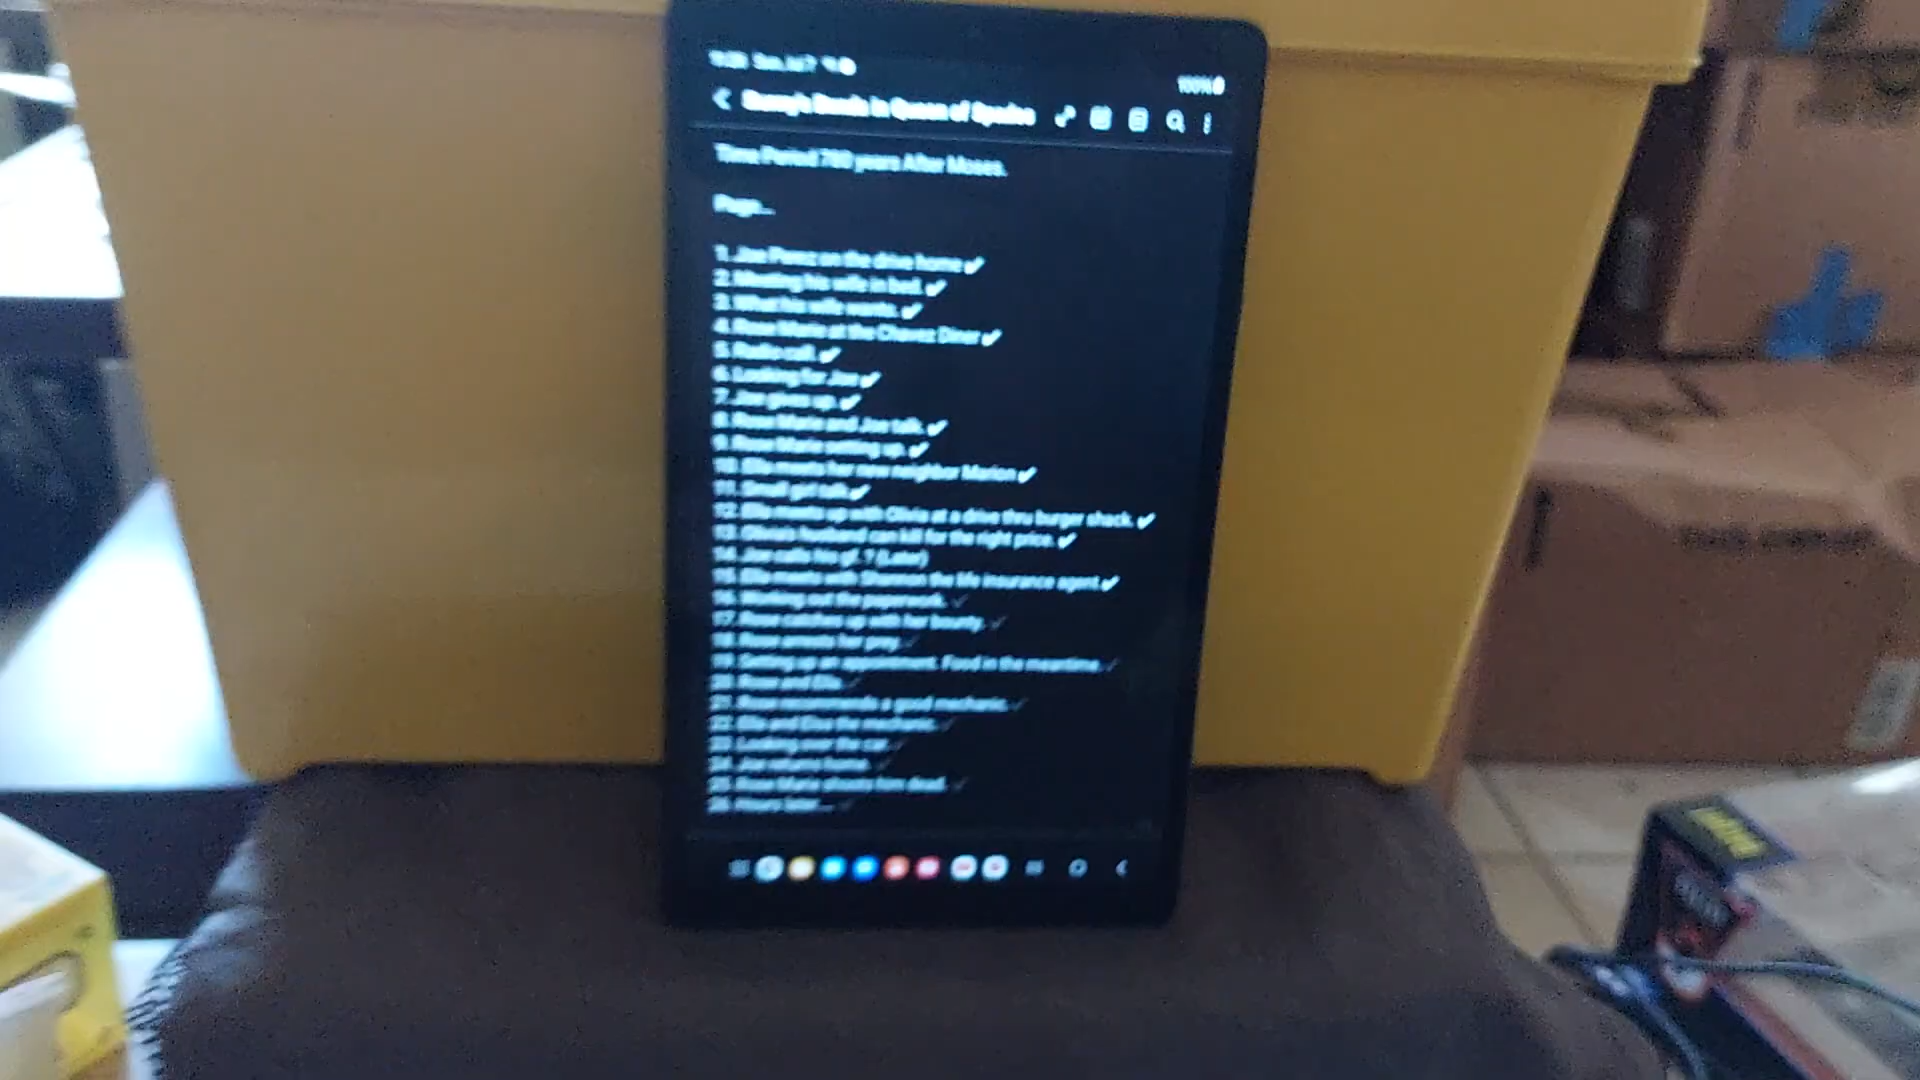 100%
in Queen of Spades
Time Period 780 years After Moses.
Page...
1. Joe Perez on the drive home ✔
2. Meeting his wife in bed. ✔
3. What his wife wants. ✔
4. Rose Marie at the Chavez Diner ✔
5. Radio call. ✔
6. Looking for Joe ✔
7. Joe gives up. ✔
8. Rose Marie and Joe talk. ✔
9. Rose Marie setting up. ✔
10. Ella meets her new neighbor Marion ✔
11. Small girl talk ✔
12. Ella meets up with Olivia at a drive thru burger shack. ✔
13. Olivia's husband can kill for the right price. ✔
14. Joe calls his gf. ? (Later)
15. Ella meets with Shannon the life insurance agent ✔
16. Working out the paperwork. ✓
17. Rose catches up with her bounty. ✓
18. Rose arrests her prey ✓
19. Setting up an appointment. Food in the meantime. ✓
20. Rose and Ella. ✓
21. Rose recommends a good mechanic. ✓
22. Ella and Elsa the mechanic. ✓
23. Looking over the car. ✓
24. Joe returns home. ✓
25. Rose Marie shoots him dead. ✓
26. Hours later... ✓